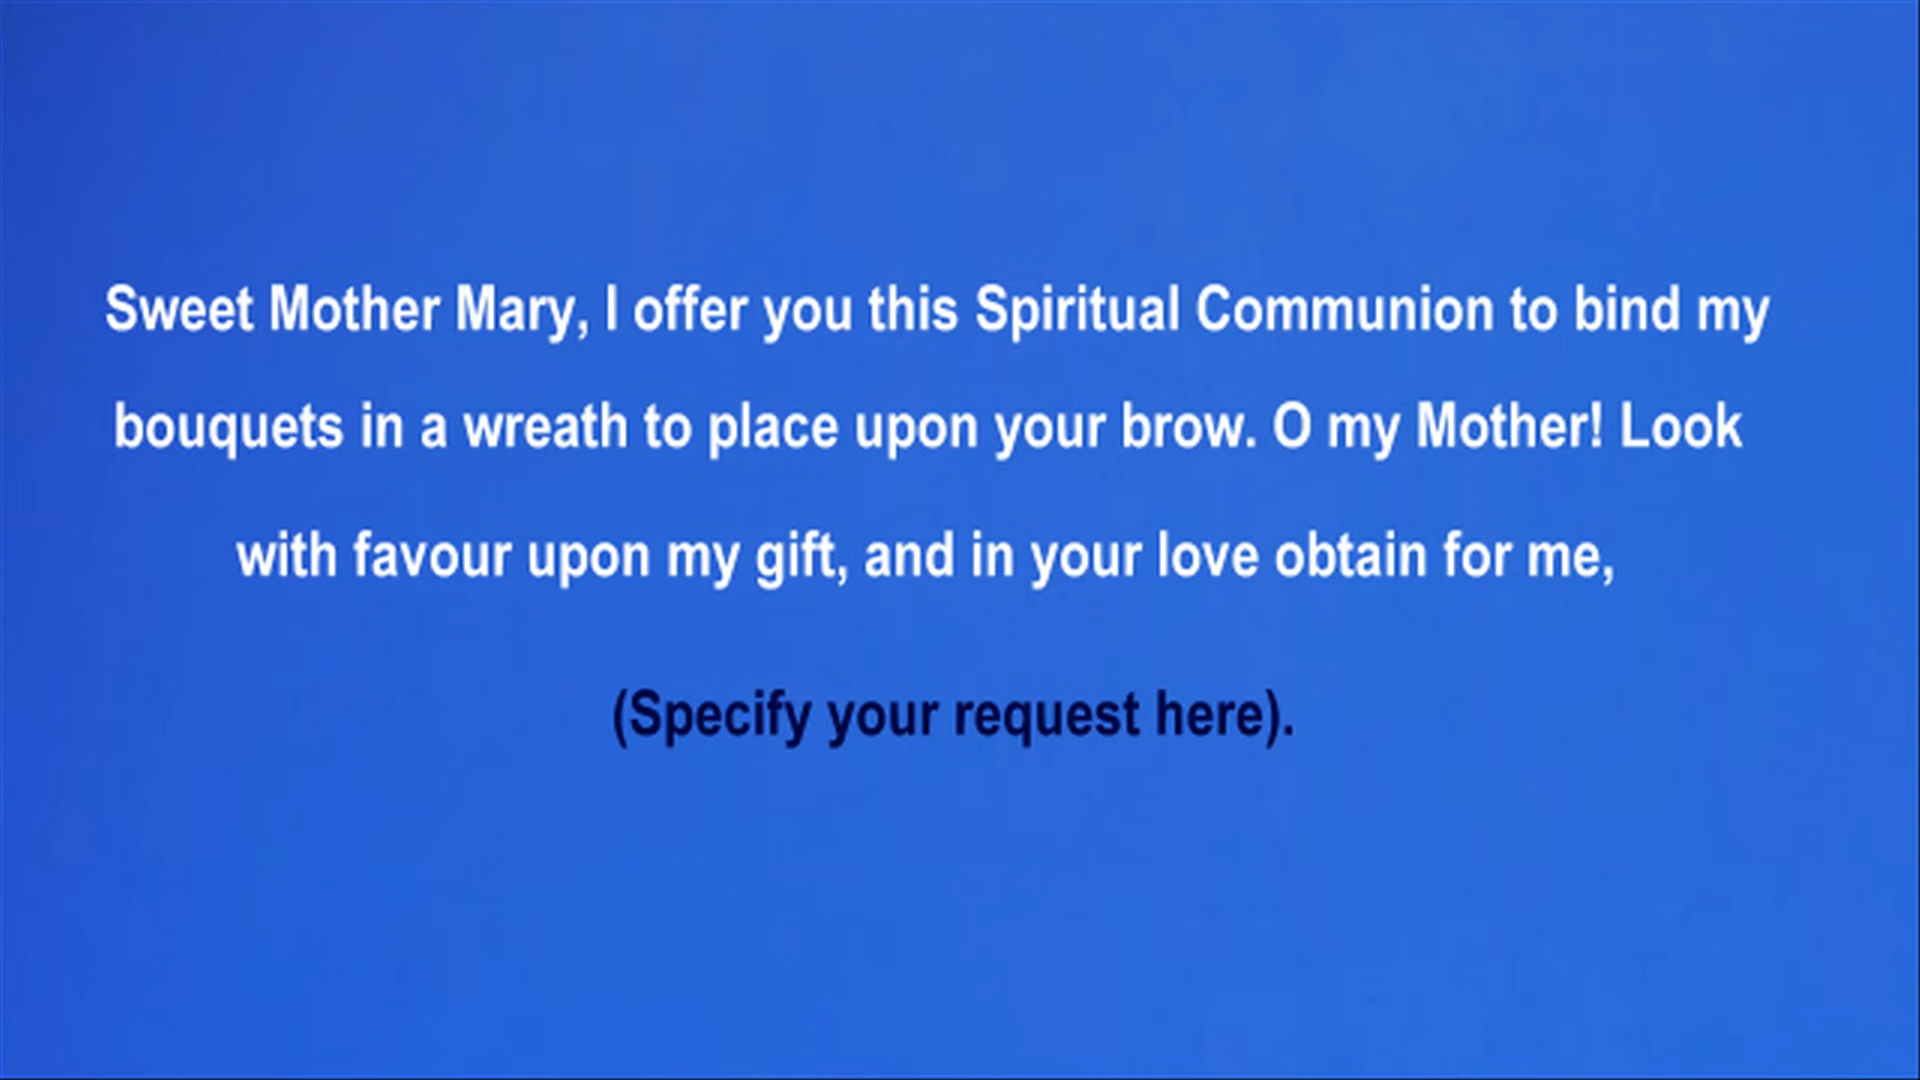 Sweet Mother Mary, I offer you this Spiritual Communion to bind my
bouquets in a wreath to place upon your brow. O my Mother! Look
with favour upon my gift, and in your love obtain for me,
(Specify your request here).